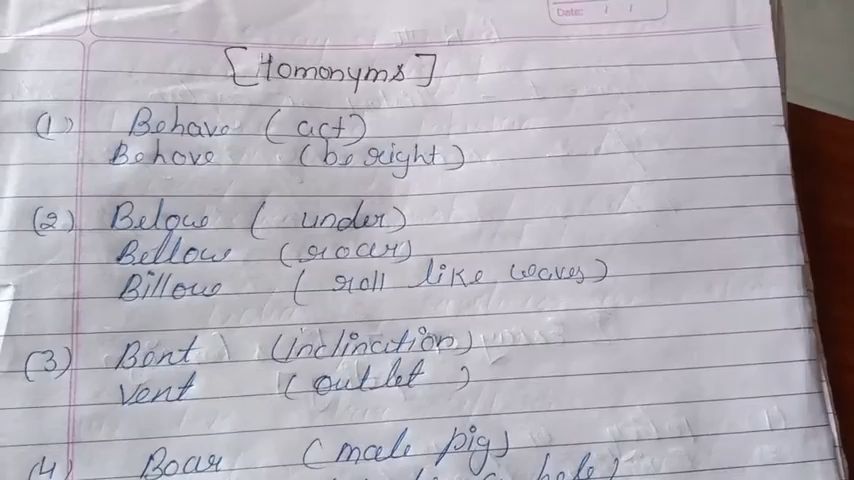 Date:
[Homonyms]
(1) Behave (act)
Behove (be right)
(2) Below (under)
Bellow (roar)
Billow (roll like waves)
(3) Bent (inclination)
Vent (outlet)
(4) Boar (male pig)
hole)